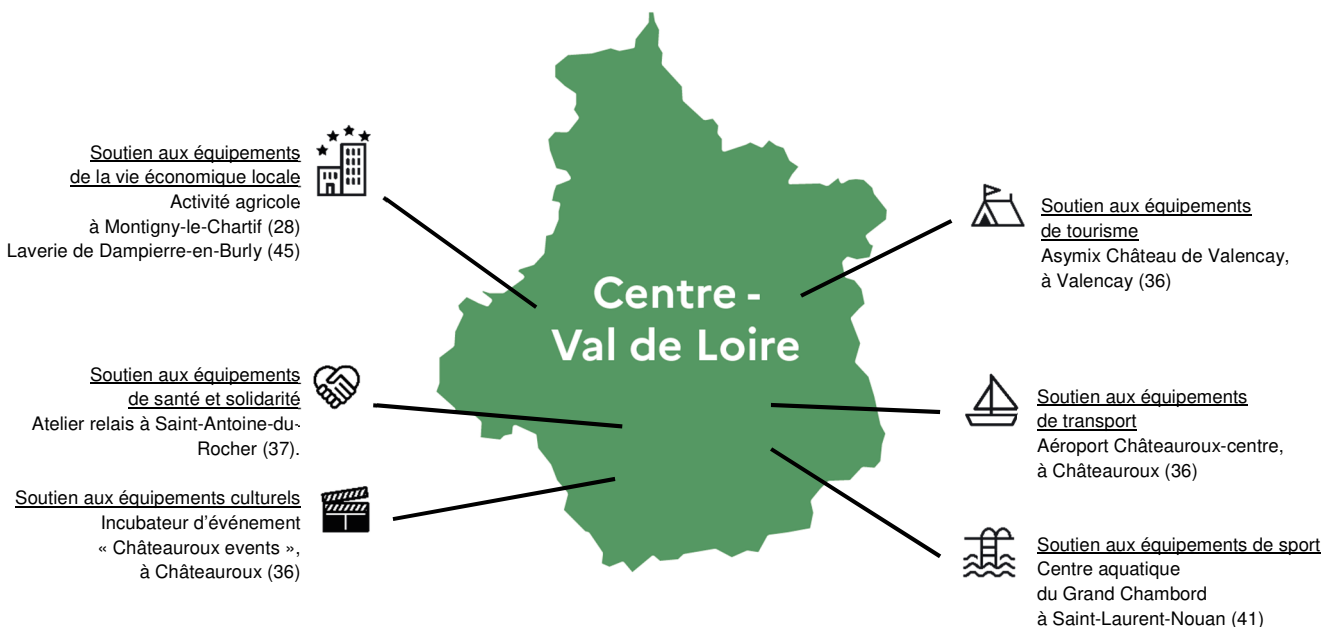 Soutien aux équipements
de la vie économique locale
Activité agricole
à Montigny-le-Chartif (28)
Laverie de Dampierre-en-Burly (45)
Soutien aux équipements
de santé et solidarité
Atelier relais à Saint-Antoine-du-
Rocher (37).
Soutien aux équipements culturels
Incubateur d’événement
« Châteauroux events »,
à Châteauroux (36)
Centre -
Val de Loire
Soutien aux équipements
de tourisme
Asymix Château de Valencay,
à Valencay (36)
Soutien aux équipements
de transport
Aéroport Châteauroux-centre,
à Châteauroux (36)
Soutien aux équipements de sport
Centre aquatique
du Grand Chambord
à Saint-Laurent-Nouan (41)